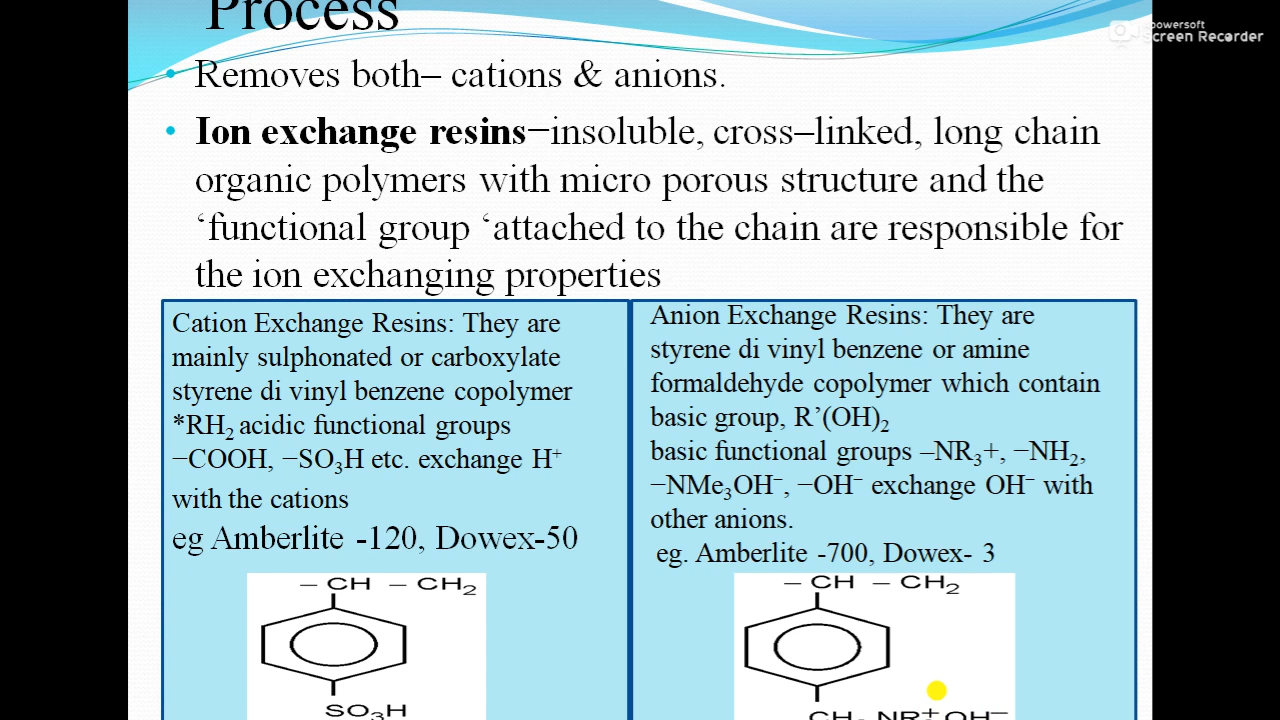 Process
Apowersoft
Screen Recorder
• Removes both– cations & anions.
• Ion exchange resins−insoluble, cross–linked, long chain
organic polymers with micro porous structure and the
‘functional group ‘attached to the chain are responsible for
the ion exchanging properties
Cation Exchange Resins: They are
mainly sulphonated or carboxylate
styrene di vinyl benzene copolymer
*RH₂ acidic functional groups
−COOH, −SO₃H etc. exchange H⁺
with the cations
eg Amberlite -120, Dowex-50
– CH – CH₂
SO₃H
Anion Exchange Resins: They are
styrene di vinyl benzene or amine
formaldehyde copolymer which contain
basic group, R’(OH)₂
basic functional groups –NR₃+, −NH₂,
−NMe₃OH⁻, −OH⁻ exchange OH⁻ with
other anions.
eg. Amberlite -700, Dowex- 3
– CH – CH₂
CH₂ NR₃⁺ OH⁻